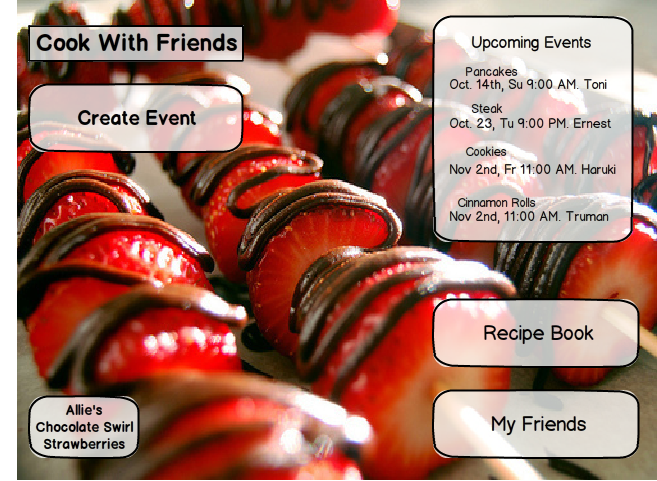 Cook With Friends
Create Event
Upcoming Events
Pancakes
Oct. 14th, Su 9:00 AM. Toni
Steak
Oct. 23, Tu 9:00 PM. Ernest
Cookies
Nov 2nd, Fr 11:00 AM. Haruki
Cinnamon Rolls
Nov 2nd, 11:00 AM. Truman
Recipe Book
My Friends
Allie's
Chocolate Swirl
Strawberries